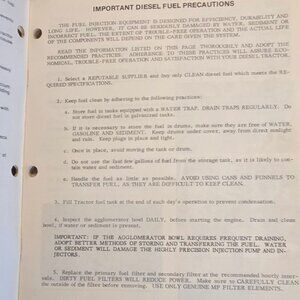 IMPORTANT DIESEL FUEL PRECAUTIONS
THE FUEL INJECTION EQUIPMENT IS DESIGNED FOR EFFICIENCY, DURABILITY AND
LONG LIFE. HOWEVER, IT CAN BE SERIOUSLY DAMAGED BY WATER, SEDIMENT OR
INCORRECT FUEL. THE EXTENT OF TROUBLE-FREE OPERATION AND THE ACTUAL LIFE
OF THE COMPONENTS WILL DEPEND ON THE CARE GIVEN THE SYSTEM.
READ THE INFORMATION LISTED ON THIS PAGE THOROUGHLY AND ADOPT THE
RECOMMENDED PRACTICES. ADHERENCE TO THESE PRACTICES WILL ASSURE ECO-
NOMICAL, TROUBLE-FREE OPERATION AND SATISFACTION WITH YOUR DIESEL TRACTOR.
1. Select a REPUTABLE SUPPLIER and buy only CLEAN diesel fuel which meets the RE-
QUIRED SPECIFICATIONS.
2. Keep fuel clean by adhering to the following practices:
a. Store fuel in tanks equipped with a WATER TRAP. DRAIN TRAPS REGULARLY. Do
not store diesel fuel in galvanized tanks.
b. If it is necessary to store the fuel in drums, make sure they are FREE OF WATER,
GASOLINE AND SEDIMENT. Keep drums under cover, away from direct sunlight
and rain. Keep plugs in place and tight.
c. Once in place, avoid moving the tank or drum.
d. Do not use the last few gallons of fuel from the storage tank, as it is likely to con-
tain water and sediment.
e. Handle the fuel as little as possible. AVOID USING CANS AND FUNNELS TO
TRANSFER FUEL, AS THEY ARE DIFFICULT TO KEEP CLEAN.
3. Fill Tractor fuel tank at the end of each day's operation to prevent condensation.
4. Inspect the agglomerator bowl DAILY, before starting the engine. Drain and clean
bowl, if water or sediment is present.
IMPORTANT: IF THE AGGLOMERATOR BOWL REQUIRES FREQUENT DRAINING,
ADOPT BETTER METHODS OF STORING AND TRANSFERRING THE FUEL. WATER
OR SEDIMENT WILL DAMAGE THE HIGHLY PRECISION INJECTION PUMP AND IN-
JECTORS.
5. Replace the primary fuel filter and secondary filter at the recommended hourly inter-
vals. DIRTY FUEL FILTERS WILL REDUCE POWER. Make sure to CAREFULLY CLEAN
the outside of the filter before removing. USE ONLY GENUINE MF FILTER ELEMENTS.